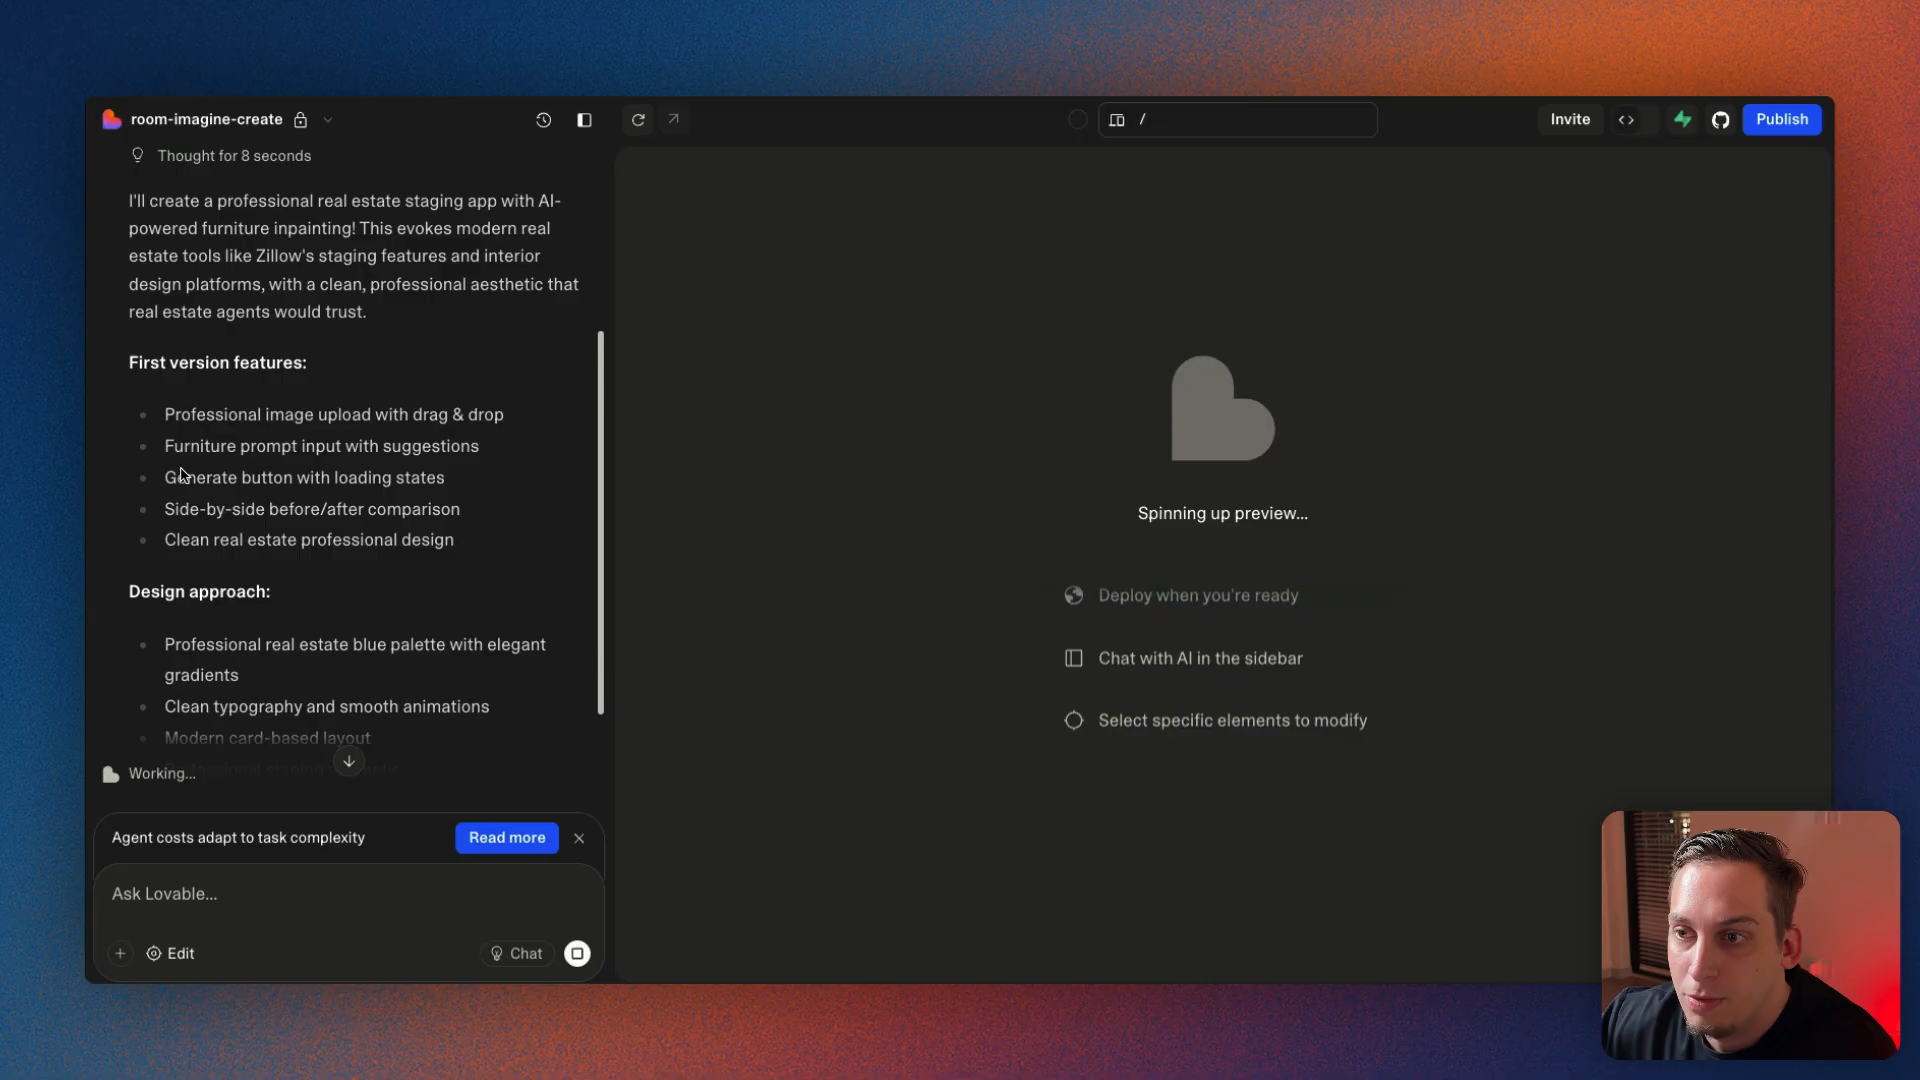 room-imagine-create
/
Invite
Publish
Thought for 8 seconds
I'll create a professional real estate staging app with AI-
powered furniture inpainting! This evokes modern real
estate tools like Zillow's staging features and interior
design platforms, with a clean, professional aesthetic that
real estate agents would trust.
First version features:
Professional image upload with drag & drop
Furniture prompt input with suggestions
Generate button with loading states
Side-by-side before/after comparison
Clean real estate professional design
Design approach:
Professional real estate blue palette with elegant
gradients
Clean typography and smooth animations
Modern card-based layout
Working...
Agent costs adapt to task complexity
Read more
Ask Lovable...
Edit
Chat
Spinning up preview...
Deploy when you're ready
Chat with AI in the sidebar
Select specific elements to modify